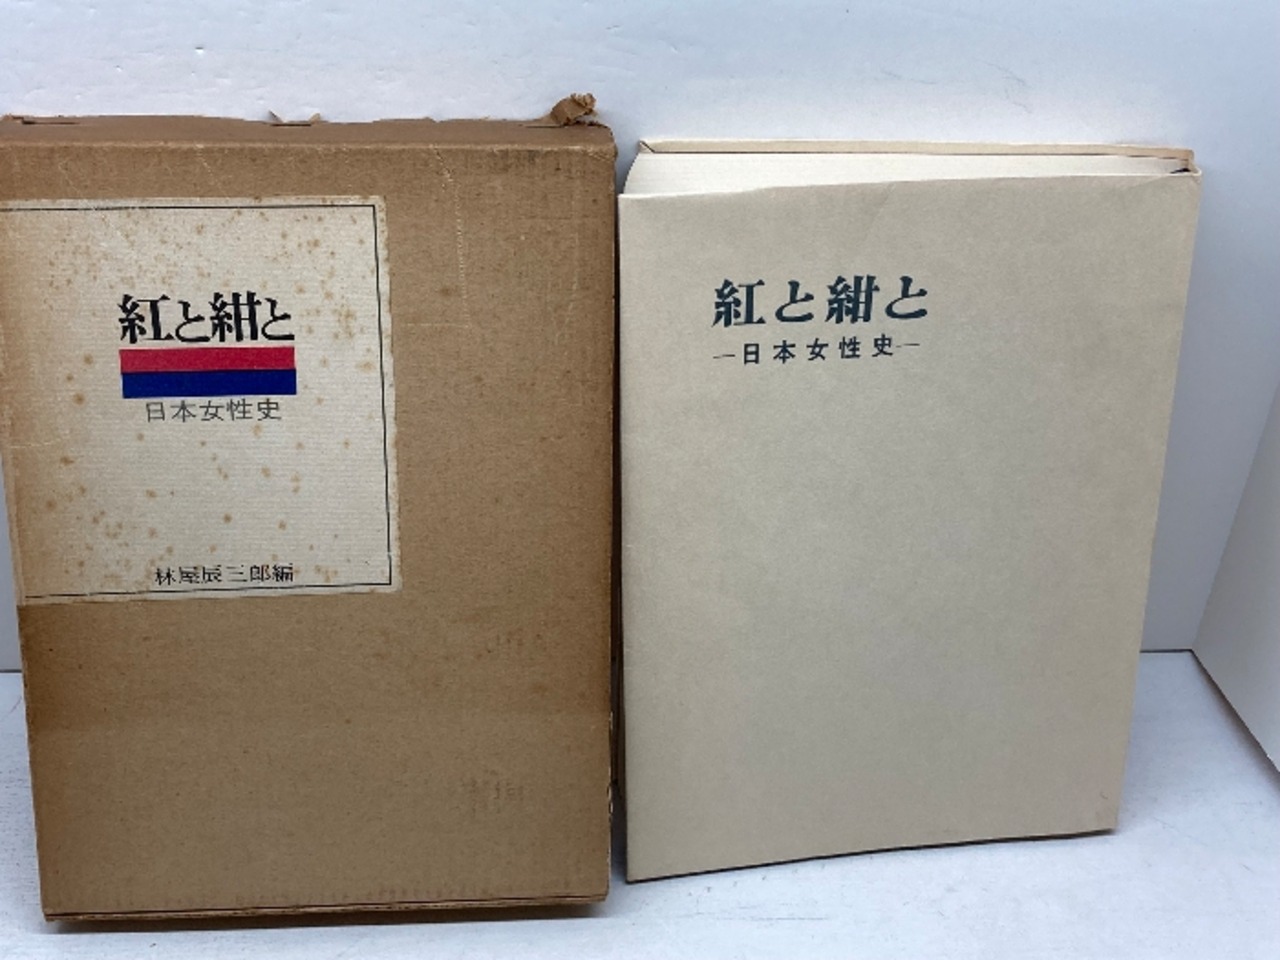 紅と紺と
日本女性史
林屋辰三郎編
紅と紺と
—日本女性史—